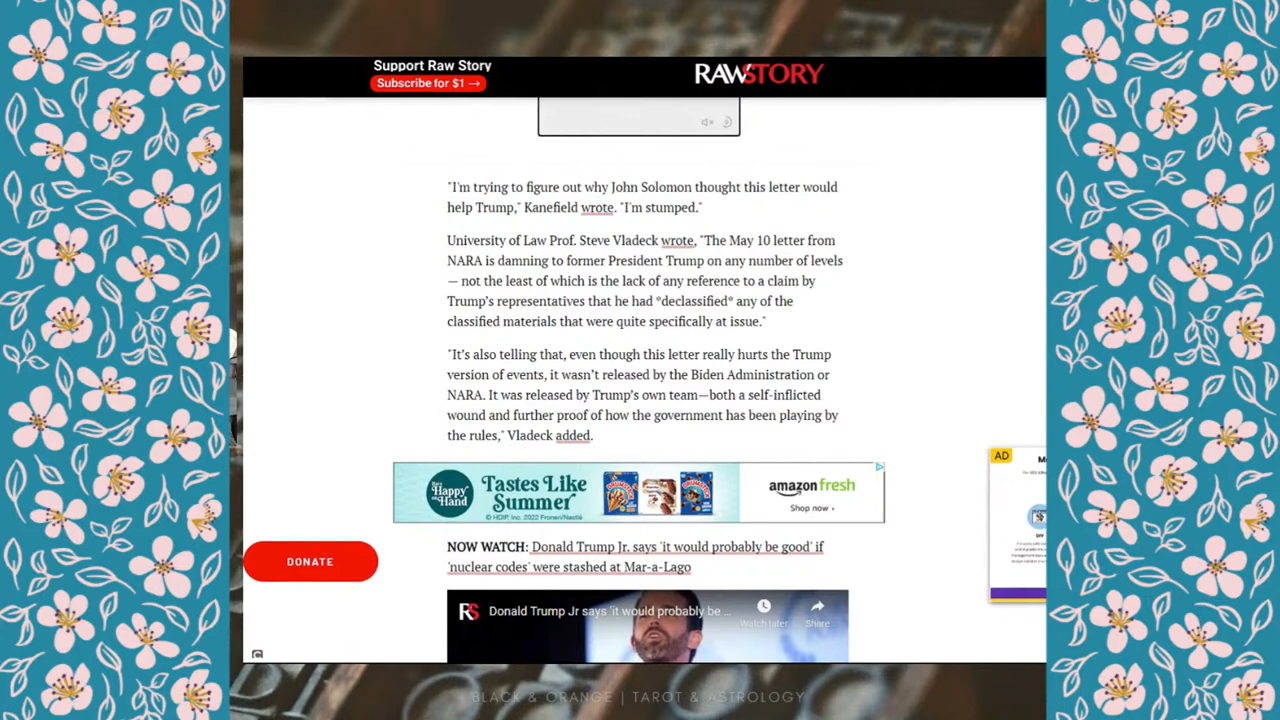 Support Raw Story
Subscribe for $1 →
RAWSTORY
"I'm trying to figure out why John Solomon thought this letter would
help Trump," Kanefield wrote. "I'm stumped."
University of Law Prof. Steve Vladeck wrote, "The May 10 letter from
NARA is damning to former President Trump on any number of levels
— not the least of which is the lack of any reference to a claim by
Trump's representatives that he had *declassified* any of the
classified materials that were quite specifically at issue."
"It's also telling that, even though this letter really hurts the Trump
version of events, it wasn't released by the Biden Administration or
NARA. It was released by Trump's own team—both a self-inflicted
wound and further proof of how the government has been playing by
the rules," Vladeck added.
Happy
Hand
Tastes Like
Summer
DRUMSTICK
DRUMSTICK
amazon fresh
Shop now ›
AD
DONATE
NOW WATCH: Donald Trump Jr. says 'it would probably be good' if
'nuclear codes' were stashed at Mar-a-Lago
RS
Donald Trump Jr says 'it would probably be ...
Watch later
Share
BLACK & ORANGE | TAROT & ASTROLOGY